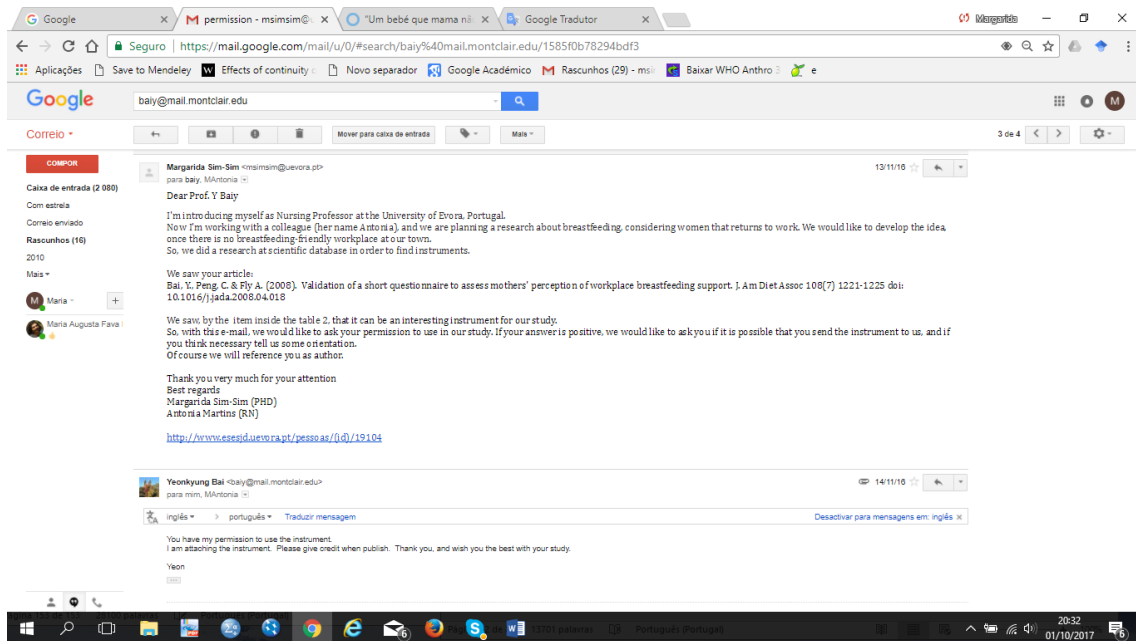 Google
permission - msimsim@u
"Um bebé que mama nã
Google Tradutor
Margarida
Seguro | https://mail.google.com/mail/u/0/#search/baiy%40mail.montclair.edu/1585f0b78294bdf3
Aplicações Save to Mendeley Effects of continuity c Novo separador Google Académico Rascunhos (29) - msi Baixar WHO Anthro 3 e
Google baiy@mail.montclair.edu M
Correio Mover para caixa de entrada Mais 3 de 4
COMPOR
Caixa de entrada (2 080)
Com estrela
Correio enviado
Rascunhos (16)
2010
Mais
M Maria +
Maria Augusta Fava
Margarida Sim-Sim <msimsim@uevora.pt> 13/11/16
para baiy, MAntonia
Dear Prof. Y Baiy
I'm introducing myself as Nursing Professor at the University of Evora, Portugal.
Now I'm working with a colleague (her name Antonia), and we are planning a research about breastfeeding, considering women that returns to work. We would like to develop the idea,
once there is no breastfeeding-friendly workplace at our town.
So, we did a research at scientific database in order to find instruments.
We saw your article:
Bai, Y., Peng, C. & Fly A. (2008). Validation of a short questionnaire to assess mothers' perception of workplace breastfeeding support. J. Am Diet Assoc 108(7) 1221-1225 doi:
10.1016/j.jada.2008.04.018
We saw, by the item inside the table 2, that it can be an interesting instrument for our study.
So, with this e-mail, we would like to ask your permission to use in our study. If your answer is positive, we would like to ask you if it is possible that you send the instrument to us, and if
you think necessary tell us some orientation.
Of course we will reference you as author.
Thank you very much for your attention
Best regards
Margarida Sim-Sim (PHD)
Antonia Martins (RN)
http://www.esesjd.uevora.pt/pessoas/(id)/19104
Yeonkyung Bai <baiy@mail.montclair.edu> 14/11/16
para mim, MAntonia
inglês > português Traduzir mensagem Desactivar para mensagens em: inglês
You have my permission to use the instrument.
I am attaching the instrument. Please give credit when publish. Thank you, and wish you the best with your study.
Yeon
13701 palavras Português (Portugal)
20:32
01/10/2017